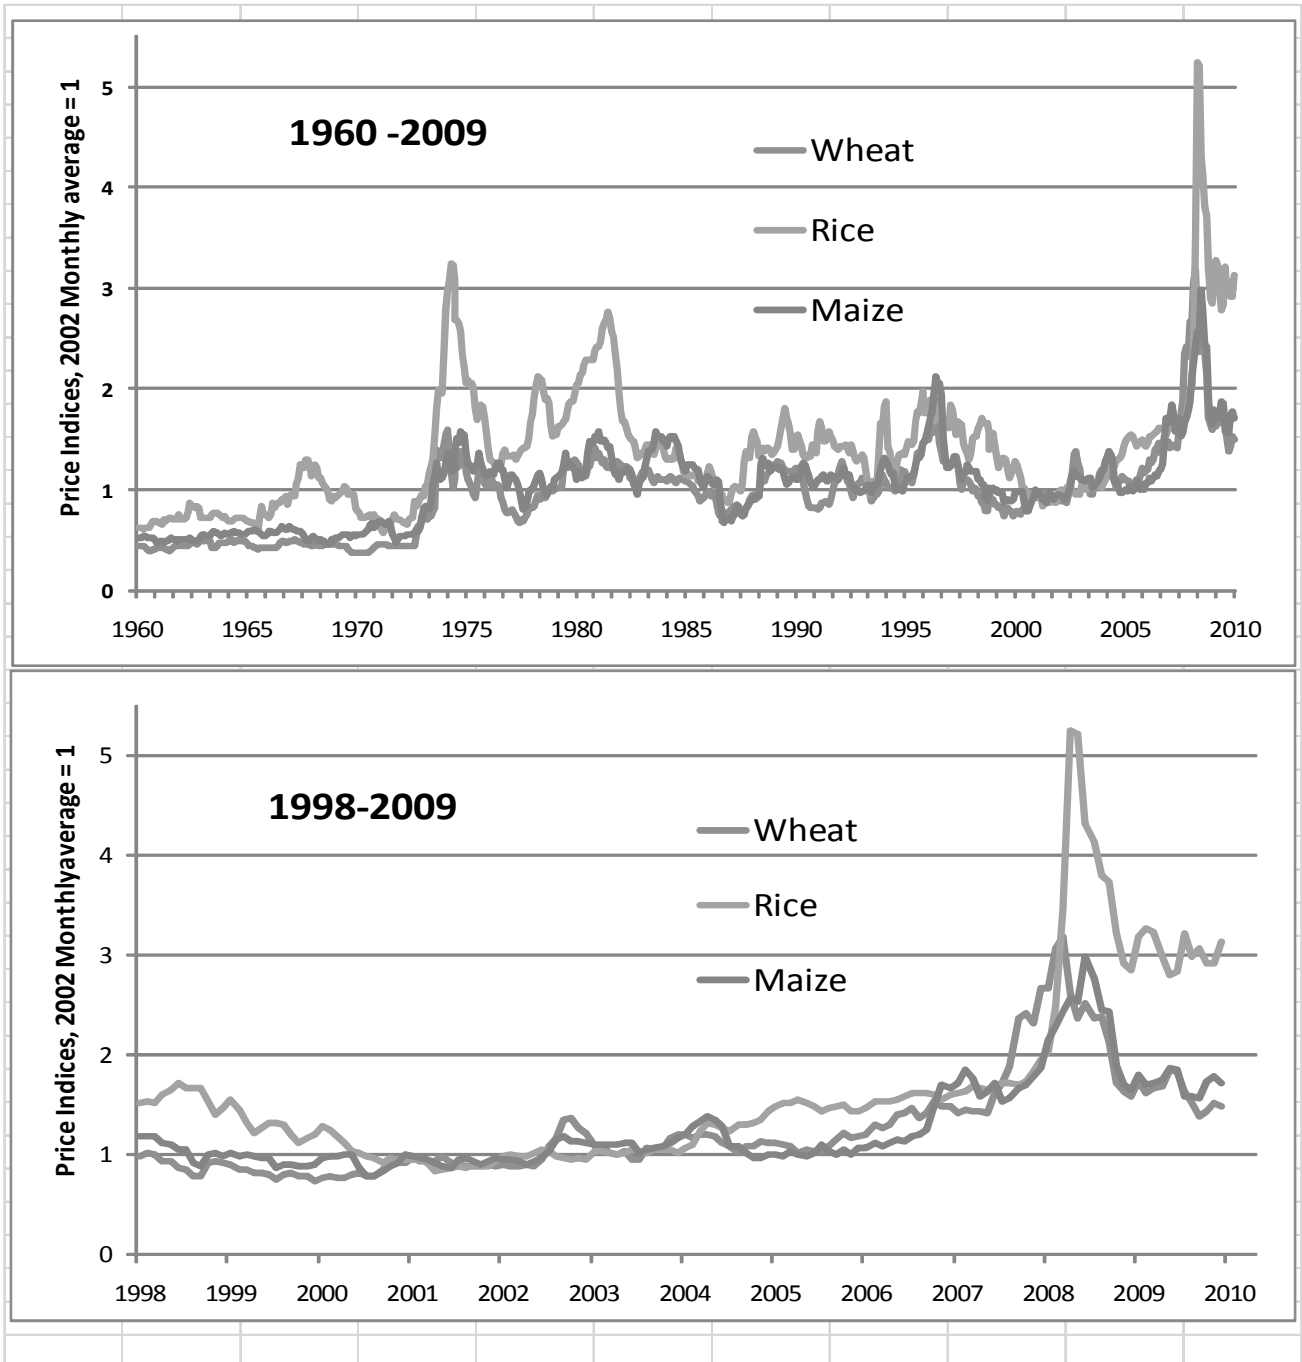 Price Indices, 2002 Monthly average = 1
1960 -2009
5
4
3
2
1
0
Wheat
Rice
Maize
1960 1965 1970 1975 1980 1985 1990 1995 2000 2005 2010
Price Indices, 2002 Monthlyaverage = 1
1998-2009
5
4
3
2
1
0
Wheat
Rice
Maize
1998 1999 2000 2001 2002 2003 2004 2005 2006 2007 2008 2009 2010